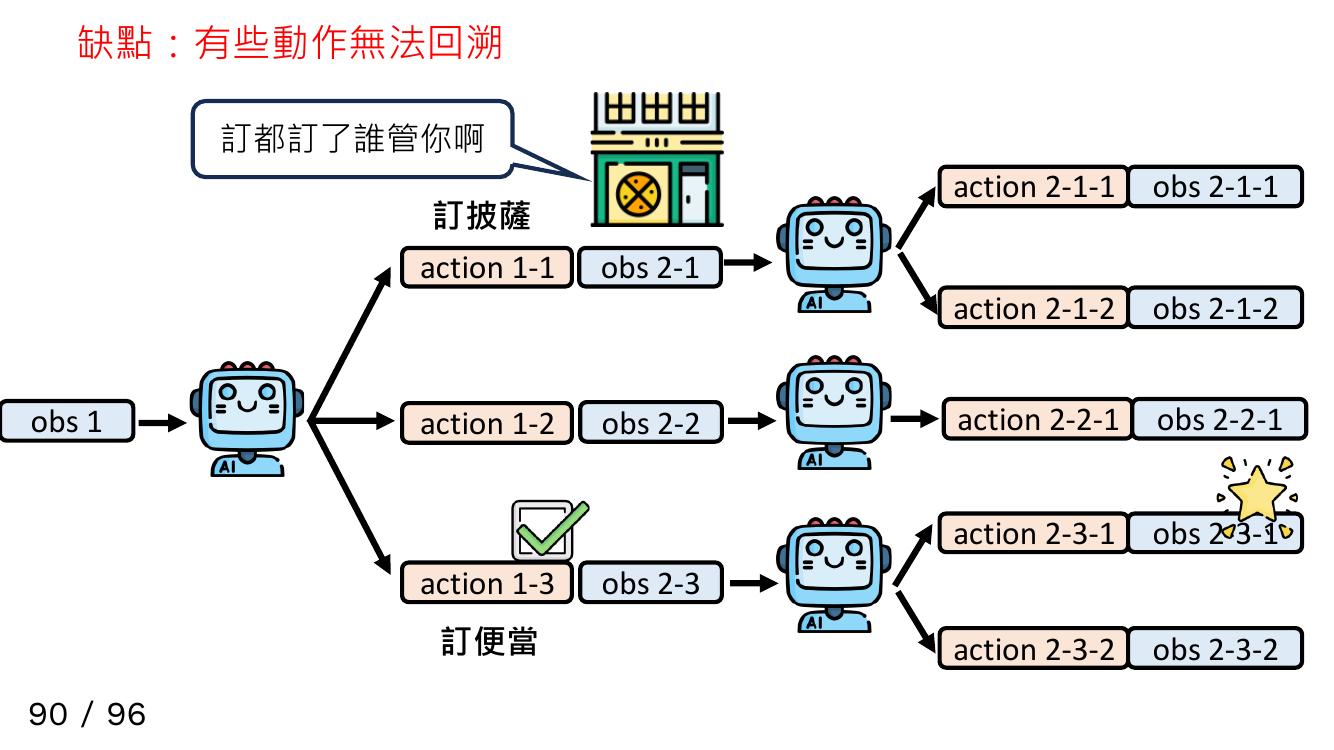 缺點：有些動作無法回溯
訂都訂了誰管你啊
訂披薩
action 1-1 obs 2-1
AI
action 2-1-1 obs 2-1-1
action 2-1-2 obs 2-1-2
obs 1
AI
action 1-2 obs 2-2
AI
action 2-2-1 obs 2-2-1
action 1-3 obs 2-3
訂便當
AI
action 2-3-1 obs 2-3-1
action 2-3-2 obs 2-3-2
90 / 96